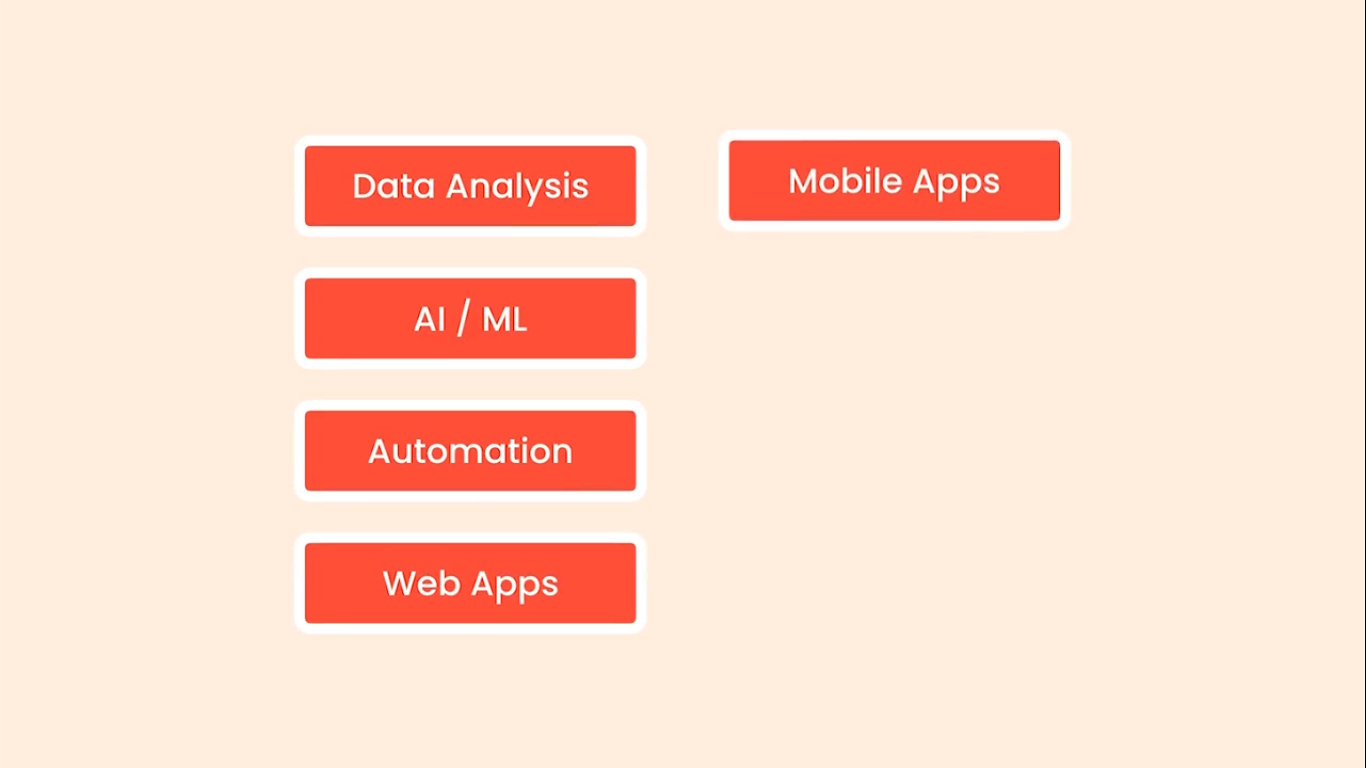 Data Analysis
AI / ML
Automation
Web Apps
Mobile Apps